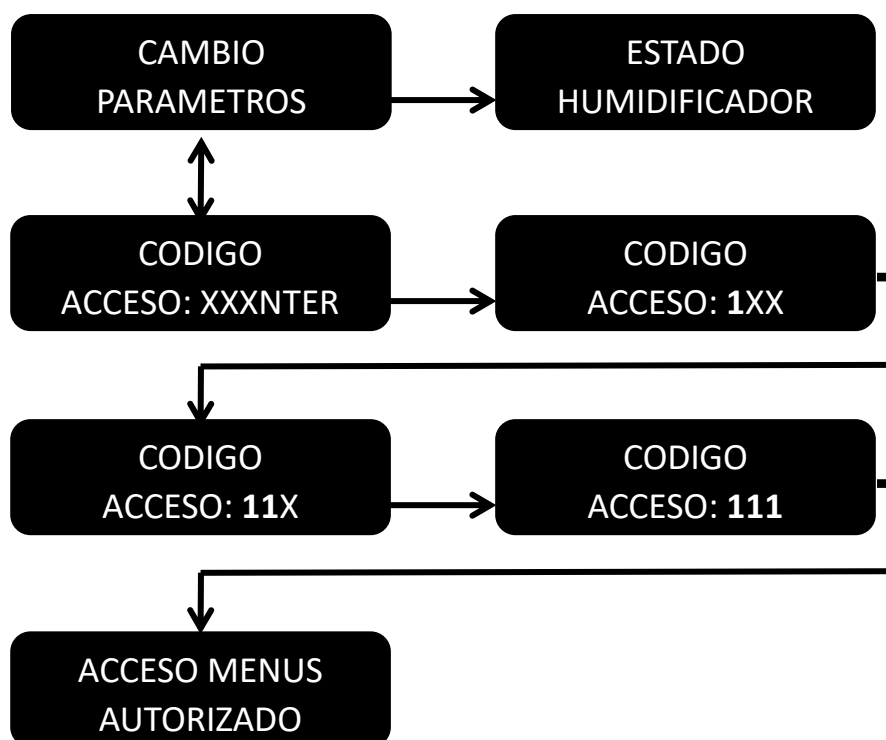 CAMBIO
PARAMETROS
ESTADO
HUMIDIFICADOR
CODIGO
ACCESO: XXXNTER
CODIGO
ACCESO: 1XX
CODIGO
ACCESO: 11X
CODIGO
ACCESO: 111
ACCESO MENUS
AUTORIZADO